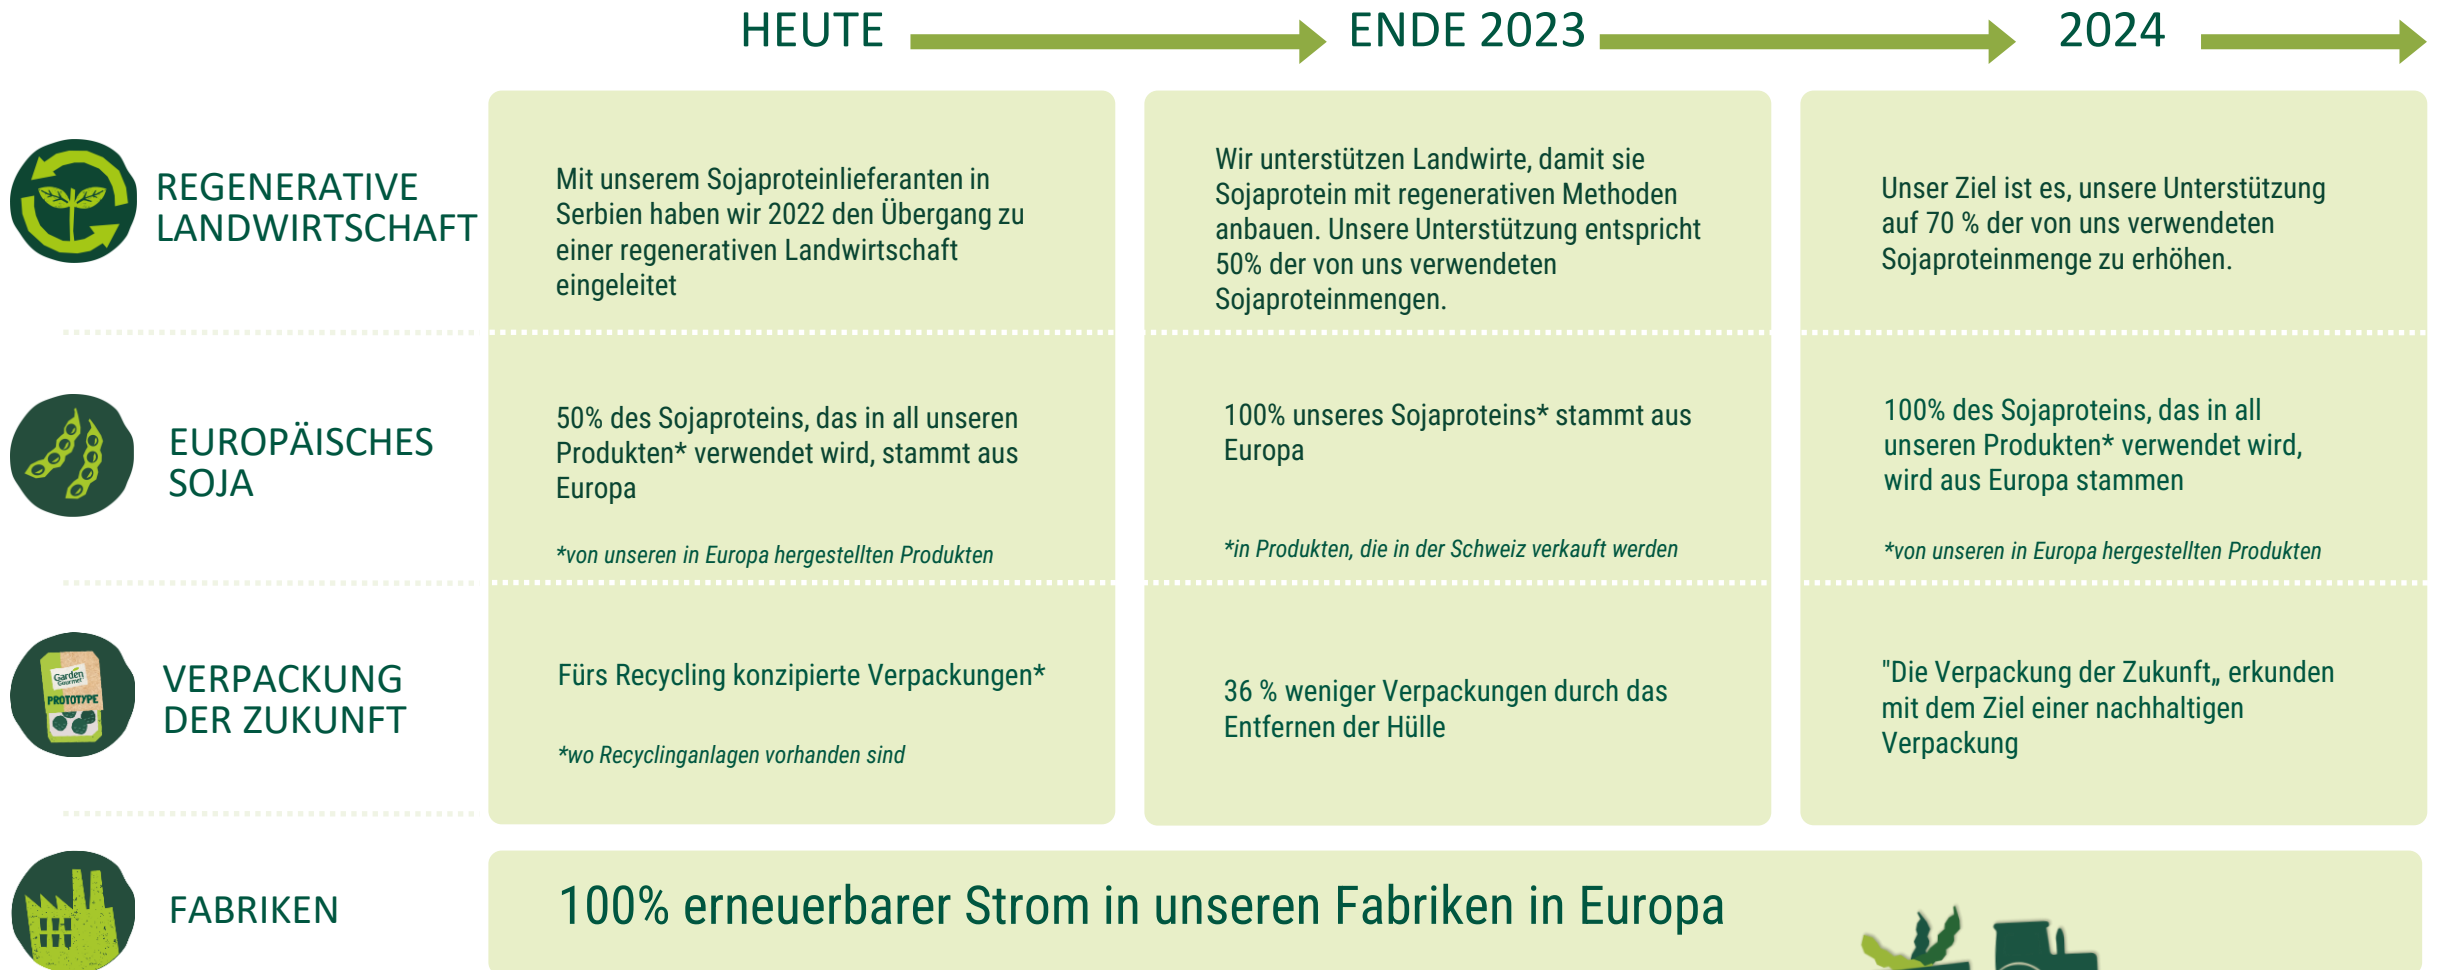 HEUTE
ENDE 2023
2024
REGENERATIVE
LANDWIRTSCHAFT
Mit unserem Sojaproteinlieferanten in
Serbien haben wir 2022 den Übergang zu
einer regenerativen Landwirtschaft
eingeleitet
Wir unterstützen Landwirte, damit sie
Sojaprotein mit regenerativen Methoden
anbauen. Unsere Unterstützung entspricht
50% der von uns verwendeten
Sojaproteinmengen.
Unser Ziel ist es, unsere Unterstützung
auf 70 % der von uns verwendeten
Sojaproteinmenge zu erhöhen.
EUROPÄISCHES
SOJA
50% des Sojaproteins, das in all unseren
Produkten* verwendet wird, stammt aus
Europa
*von unseren in Europa hergestellten Produkten
100% unseres Sojaproteins* stammt aus
Europa
*in Produkten, die in der Schweiz verkauft werden
100% des Sojaproteins, das in all
unseren Produkten* verwendet wird,
wird aus Europa stammen
*von unseren in Europa hergestellten Produkten
Garden
Gourmet
PROTOTYPE
VERPACKUNG
DER ZUKUNFT
Fürs Recycling konzipierte Verpackungen*
*wo Recyclinganlagen vorhanden sind
36 % weniger Verpackungen durch das
Entfernen der Hülle
"Die Verpackung der Zukunft„ erkunden
mit dem Ziel einer nachhaltigen
Verpackung
FABRIKEN
100% erneuerbarer Strom in unseren Fabriken in Europa